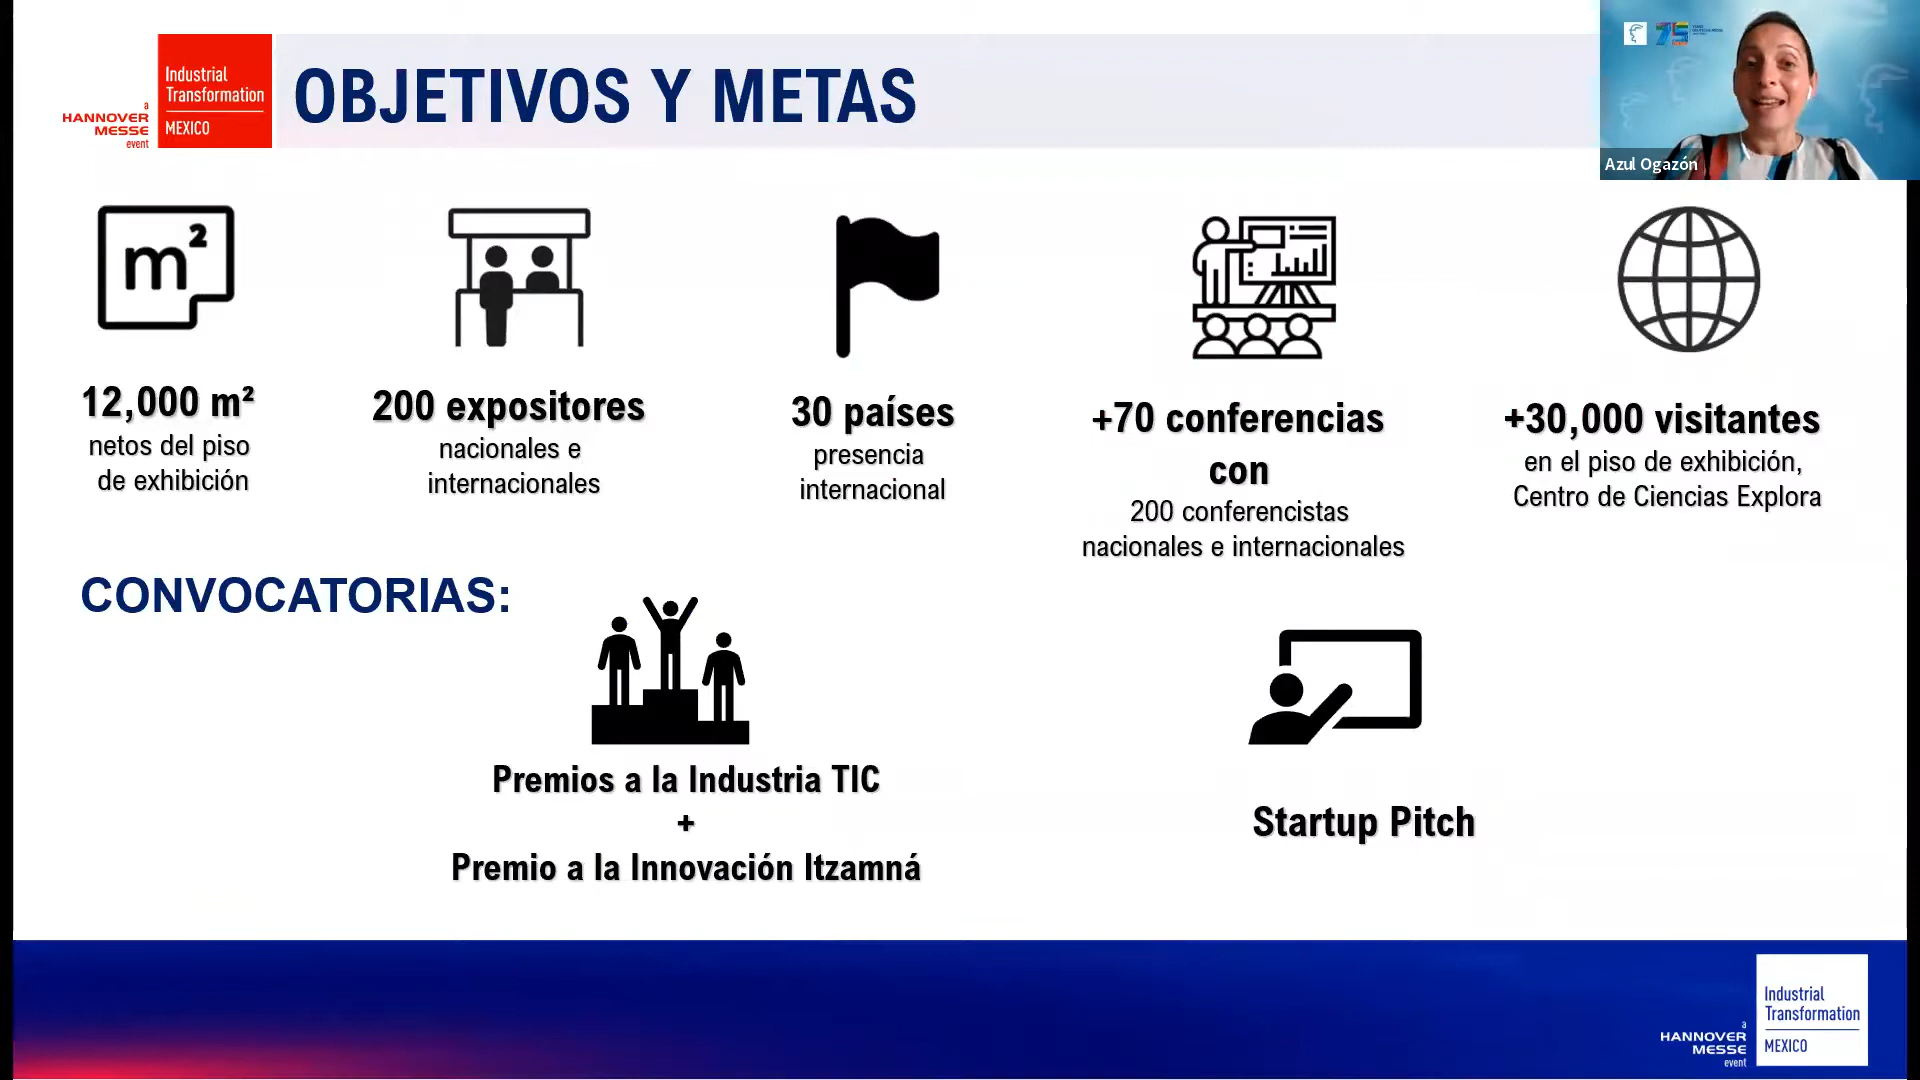 Industrial
Transformation
MEXICO
a
HANNOVER
MESSE
event
OBJETIVOS Y METAS
75
Azul Ogazón
m²
12,000 m²
netos del piso
de exhibición
200 expositores
nacionales e
internacionales
30 países
presencia
internacional
+70 conferencias
con
200 conferencistas
nacionales e internacionales
+30,000 visitantes
en el piso de exhibición,
Centro de Ciencias Explora
CONVOCATORIAS:
Premios a la Industria TIC
+
Premio a la Innovación Itzamná
Startup Pitch
a
HANNOVER
MESSE
event
Industrial
Transformation
MEXICO